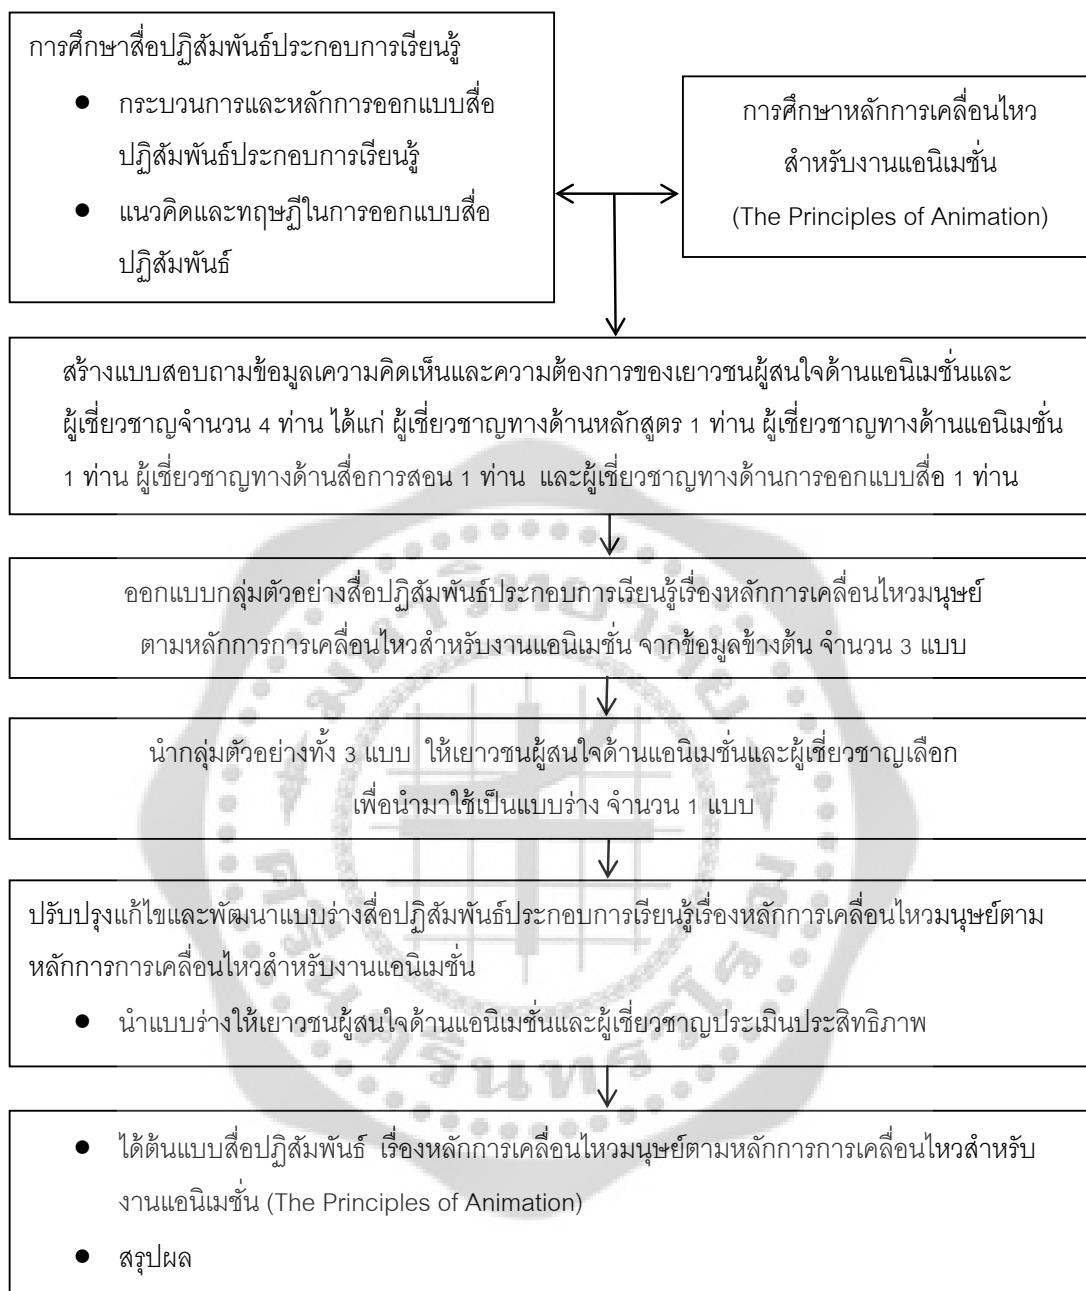 การศึกษาสื่อปฏิสัมพันธ์ประกอบการเรียนรู้
● กระบวนการและหลักการออกแบบสื่อ
ปฏิสัมพันธ์ประกอบการเรียนรู้
● แนวคิดและทฤษฎีในการออกแบบสื่อ
ปฏิสัมพันธ์
การศึกษาหลักการเคลื่อนไหว
สำหรับงานแอนิเมชั่น
(The Principles of Animation)
สร้างแบบสอบถามข้อมูลเความคิดเห็นและความต้องการของเยาวชนผู้สนใจด้านแอนิเมชั่นและ
ผู้เชี่ยวชาญจำนวน 4 ท่าน ได้แก่ ผู้เชี่ยวชาญทางด้านหลักสูตร 1 ท่าน ผู้เชี่ยวชาญทางด้านแอนิเมชั่น
1 ท่าน ผู้เชี่ยวชาญทางด้านสื่อการสอน 1 ท่าน และผู้เชี่ยวชาญทางด้านการออกแบบสื่อ 1 ท่าน
ออกแบบกลุ่มตัวอย่างสื่อปฏิสัมพันธ์ประกอบการเรียนรู้เรื่องหลักการเคลื่อนไหวมนุษย์
ตามหลักการการเคลื่อนไหวสำหรับงานแอนิเมชั่น จากข้อมูลข้างต้น จำนวน 3 แบบ
นำกลุ่มตัวอย่างทั้ง 3 แบบ ให้เยาวชนผู้สนใจด้านแอนิเมชั่นและผู้เชี่ยวชาญเลือก
เพื่อนำมาใช้เป็นแบบร่าง จำนวน 1 แบบ
ปรับปรุงแก้ไขและพัฒนาแบบร่างสื่อปฏิสัมพันธ์ประกอบการเรียนรู้เรื่องหลักการเคลื่อนไหวมนุษย์ตาม
หลักการการเคลื่อนไหวสำหรับงานแอนิเมชั่น
● นำแบบร่างให้เยาวชนผู้สนใจด้านแอนิเมชั่นและผู้เชี่ยวชาญประเมินประสิทธิภาพ
● ได้ต้นแบบสื่อปฏิสัมพันธ์ เรื่องหลักการเคลื่อนไหวมนุษย์ตามหลักการการเคลื่อนไหวสำหรับ
งานแอนิเมชั่น (The Principles of Animation)
● สรุปผล
มหาวิทยาลัย
ศรีนครินทรวิโรฒ